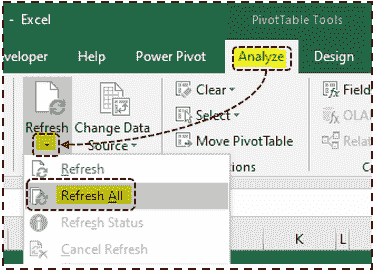 - Excel
PivotTable Tools
veloper Help Power Pivot Analyze Design
Refresh
Change Data
Source
Clear
Select
Move PivotTable
ons
Field
OLA
Relat
C
Refresh
Refresh All
Refresh Status
Cancel Refresh
K L